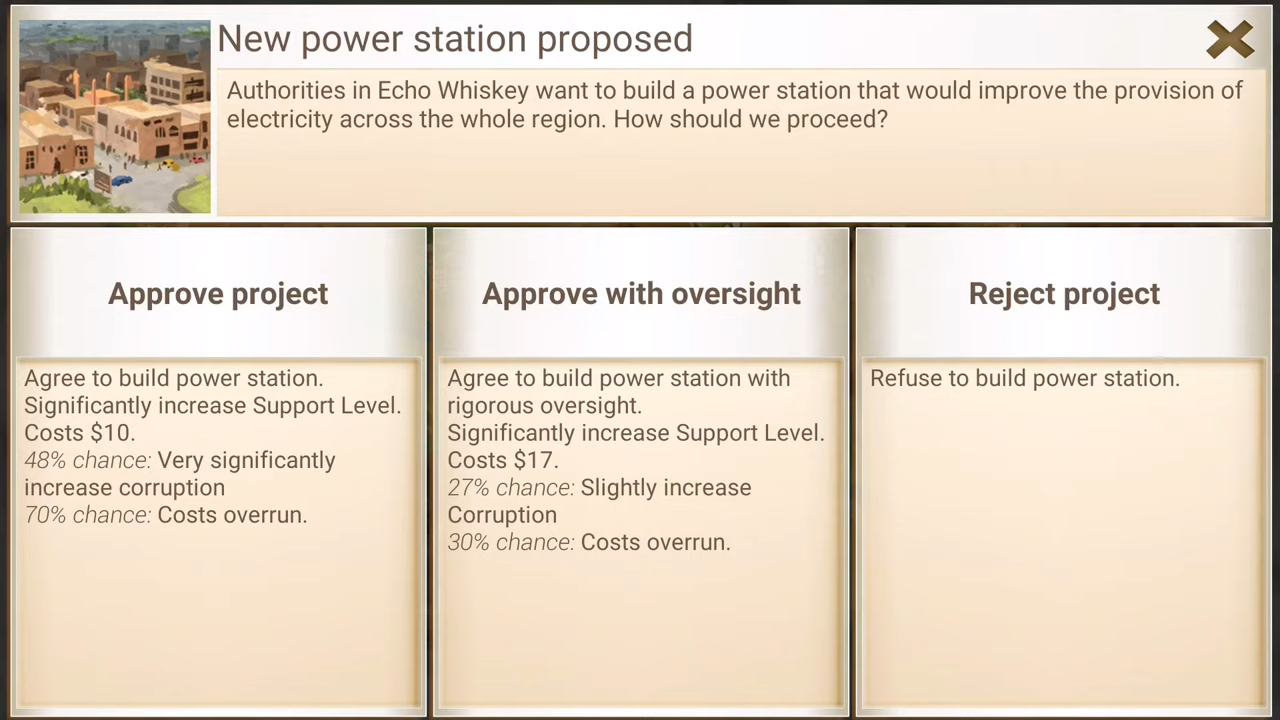 New power station proposed
Authorities in Echo Whiskey want to build a power station that would improve the provision of
electricity across the whole region. How should we proceed?
Approve project
Agree to build power station.
Significantly increase Support Level.
Costs $10.
48% chance: Very significantly
increase corruption
70% chance: Costs overrun.
Approve with oversight
Agree to build power station with
rigorous oversight.
Significantly increase Support Level.
Costs $17.
27% chance: Slightly increase
Corruption
30% chance: Costs overrun.
Reject project
Refuse to build power station.